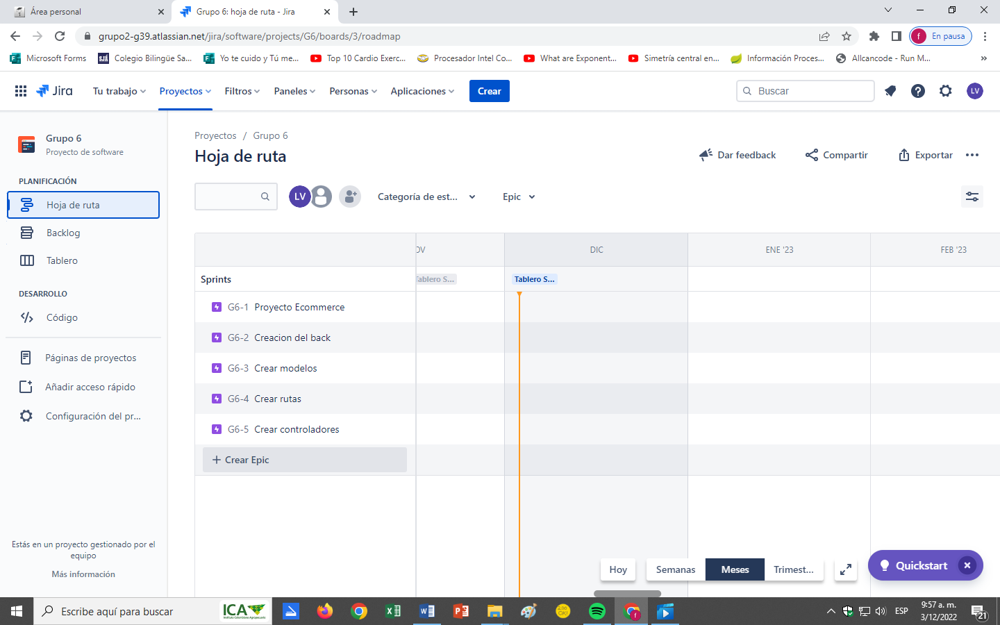 Área personal
Grupo 6: hoja de ruta - Jira
grupo2-g39.atlassian.net/jira/software/projects/G6/boards/3/roadmap
f En pausa
Microsoft Forms
Colegio Bilingüe Sa...
Yo te cuido y Tú me...
Top 10 Cardio Exerc...
Procesador Intel Co...
What are Exponent...
Simetría central en...
Información Proces...
Allcancode - Run M...
»
Jira
Tu trabajo
Proyectos
Filtros
Paneles
Personas
Aplicaciones
Crear
Buscar
LV
Grupo 6
Proyecto de software
PLANIFICACIÓN
Hoja de ruta
Backlog
Tablero
DESARROLLO
Código
Páginas de proyectos
Añadir acceso rápido
Configuración del pr...
Estás en un proyecto gestionado por el
equipo
Más información
Proyectos / Grupo 6
Hoja de ruta
Dar feedback
Compartir
Exportar
LV
Categoría de est...
Epic
OV
DIC
ENE '23
FEB '23
Sprints
Tablero S...
Tablero S...
G6-1 Proyecto Ecommerce
G6-2 Creacion del back
G6-3 Crear modelos
G6-4 Crear rutas
G6-5 Crear controladores
+ Crear Epic
Hoy
Semanas
Meses
Trimest...
Quickstart
Escribe aquí para buscar
ICA
ESP
9:57 a. m.
3/12/2022
21